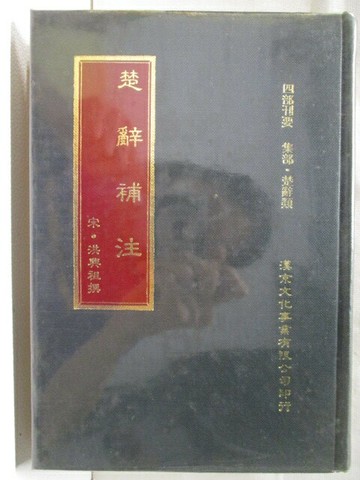 四部刊要　集部·楚辭類
楚辭補注
宋·洪興祖撰
漢京文化事業有限公司印行